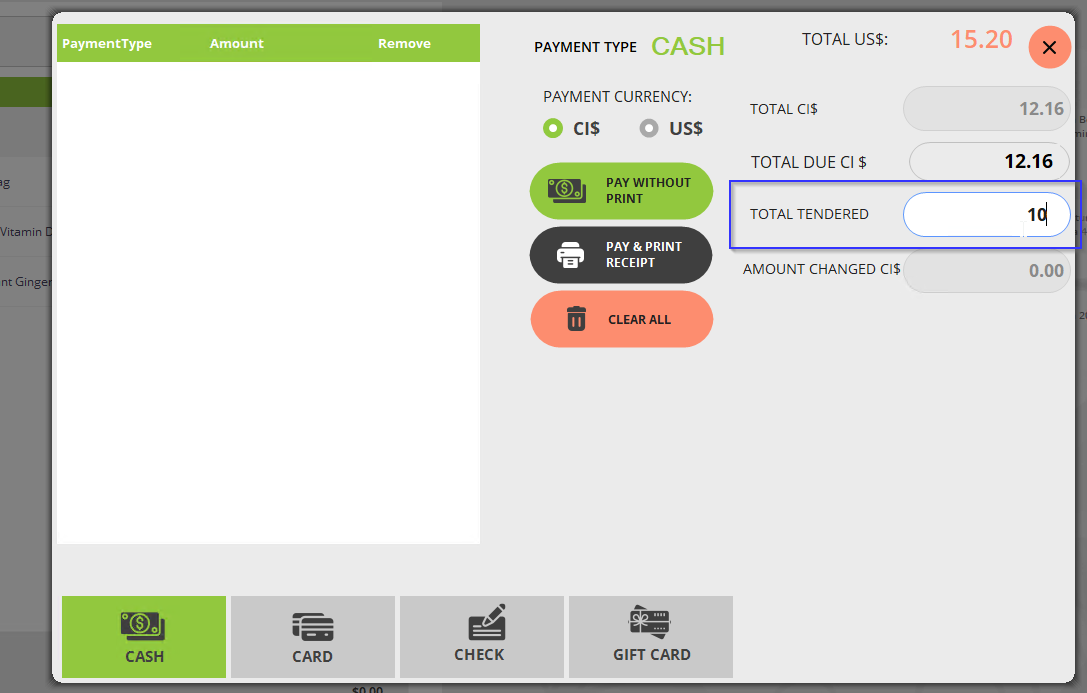 PaymentType Amount Remove
PAYMENT TYPE CASH
TOTAL US$: 15.20
PAYMENT CURRENCY:
CI$ US$
TOTAL CI$ 12.16
TOTAL DUE CI $ 12.16
PAY WITHOUT
PRINT
TOTAL TENDERED 10
PAY & PRINT
RECEIPT
AMOUNT CHANGED CI$ 0.00
CLEAR ALL
Vitamin D
nt Ginger
CASH
CARD
CHECK
GIFT CARD
$0.00